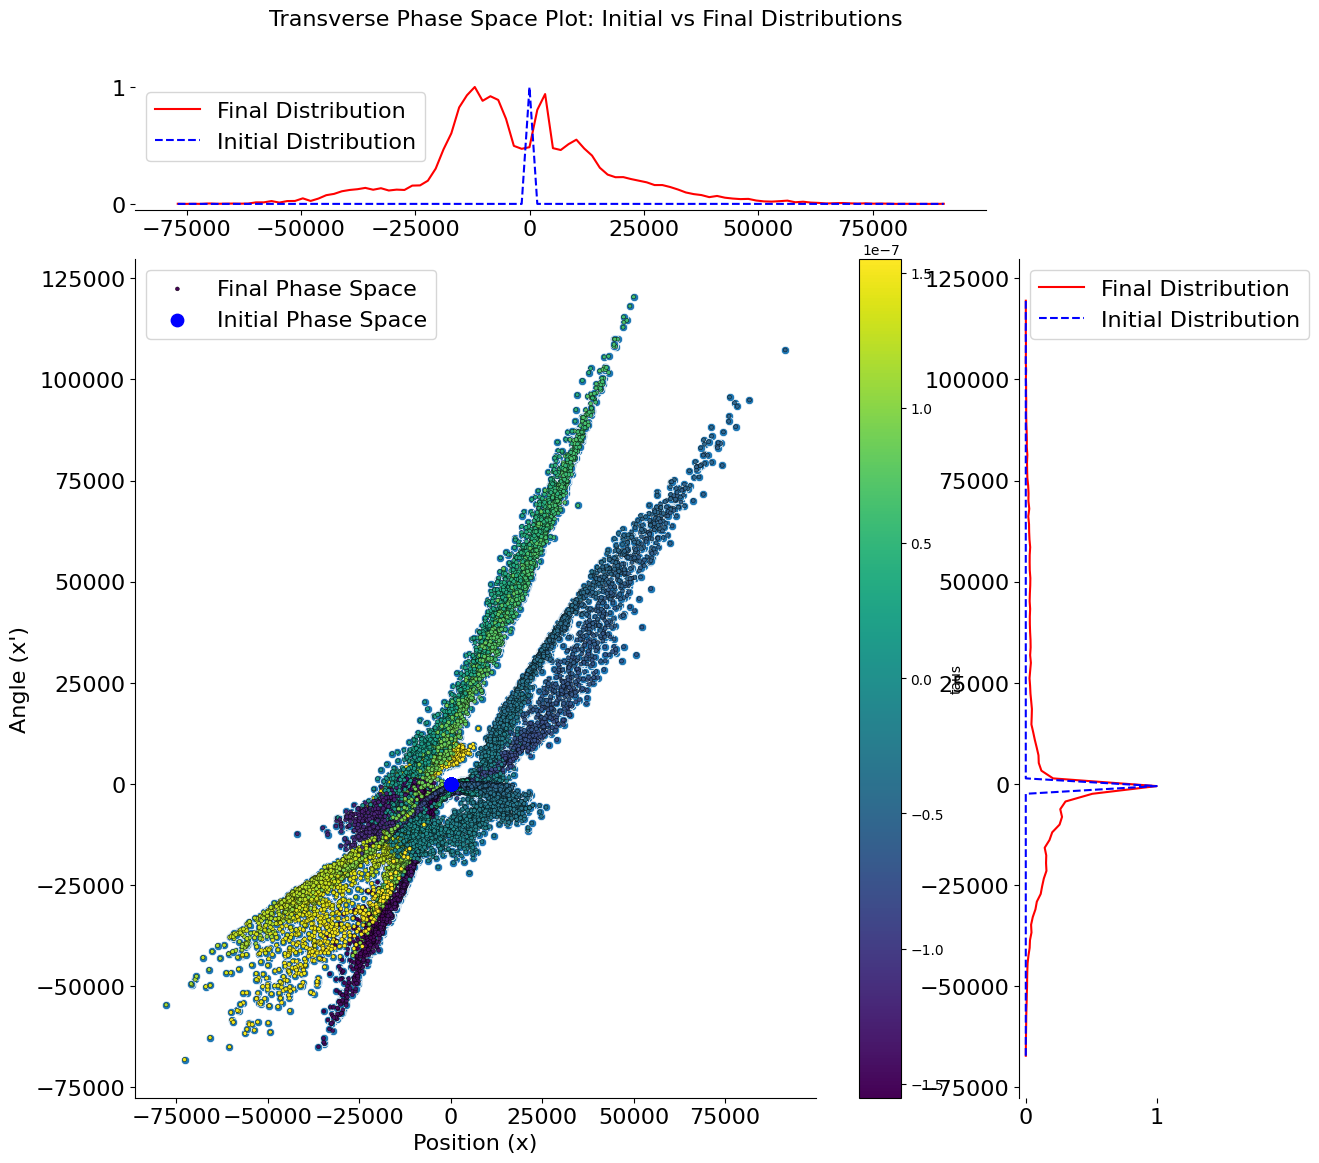 Transverse Phase Space Plot: Initial vs Final Distributions
1
0
Final Distribution
Initial Distribution
−75000 −50000 −25000 0 25000 50000 75000
1e−7
125000
100000
75000
50000
25000
0
−25000
−50000
−75000
Angle (x')
Final Phase Space
Initial Phase Space
−75000 −50000 −25000 0 25000 50000 75000
Position (x)
1.5
1.0
0.5
0.0
−0.5
−1.0
−1.5
125000
100000
75000
50000
25000
0
−25000
−50000
−75000
Final Distribution
Initial Distribution
0 1